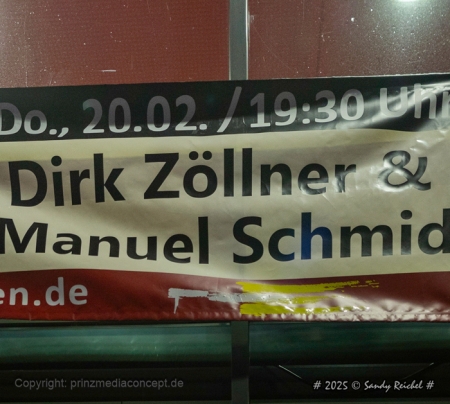 Do., 20.02. / 19:30 Uhr
Dirk Zöllner &
Manuel Schmid
en.de
Copyright: prinzmediaconcept.de
# 2025 © Sandy Reichel #